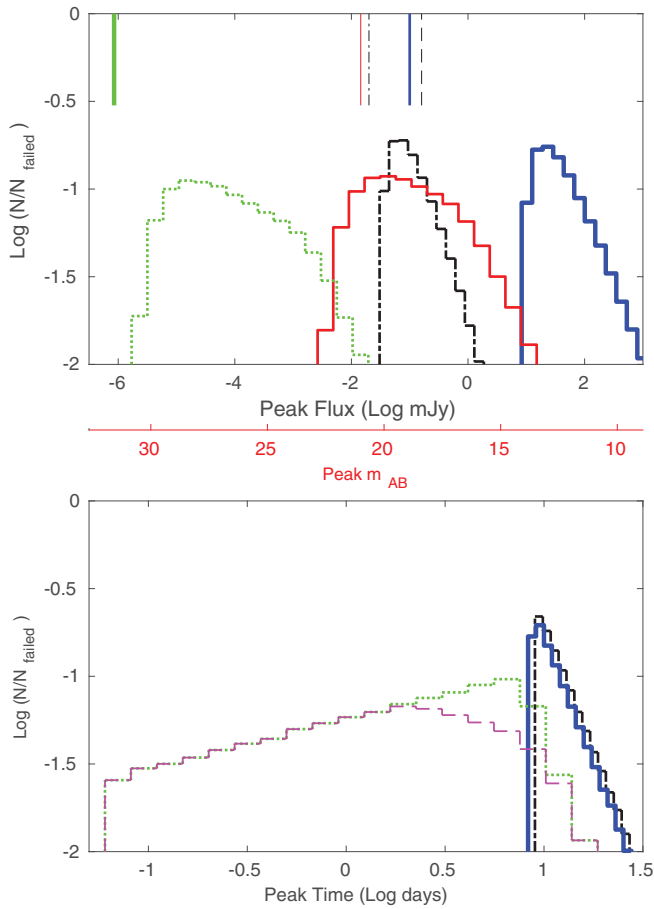 0
-0.5
-1
-1.5
-2
Log (N/N failed)
-6 -4 -2 0 2
Peak Flux (Log mJy)
30 25 20 15 10
Peak m AB
0
-0.5
-1
-1.5
-2
Log (N/N failed)
-1 -0.5 0 0.5 1 1.5
Peak Time (Log days)